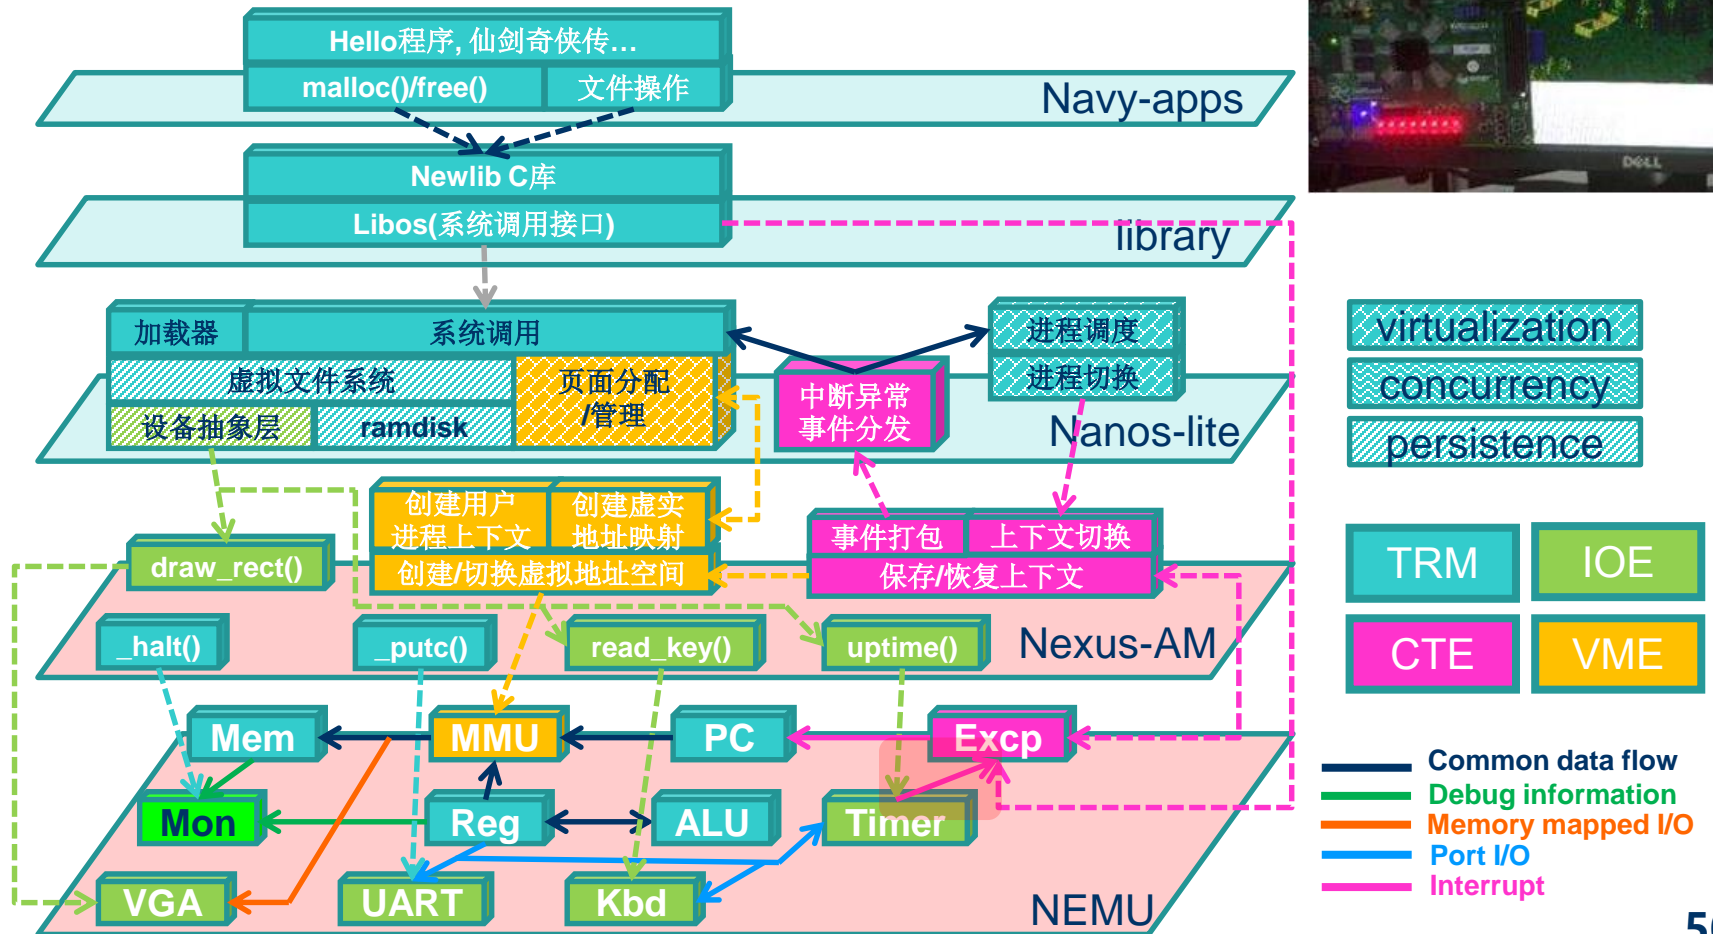 Hello程序, 仙剑奇侠传...
malloc()/free()
文件操作
Navy-apps
DELL
Newlib C库
Libos(系统调用接口)
library
加载器
系统调用
进程调度
virtualization
虚拟文件系统
页面分配
/管理
进程切换
中断异常
事件分发
concurrency
设备抽象层
ramdisk
Nanos-lite
persistence
创建用户
进程上下文
创建虚实
地址映射
事件打包
上下文切换
draw_rect()
创建/切换虚拟地址空间
保存/恢复上下文
TRM
IOE
_halt()
_putc()
read_key()
uptime()
Nexus-AM
CTE
VME
Mem
MMU
PC
Excp
Common data flow
Debug information
Mon
Reg
ALU
Timer
Memory mapped I/O
Port I/O
Interrupt
VGA
UART
Kbd
NEMU